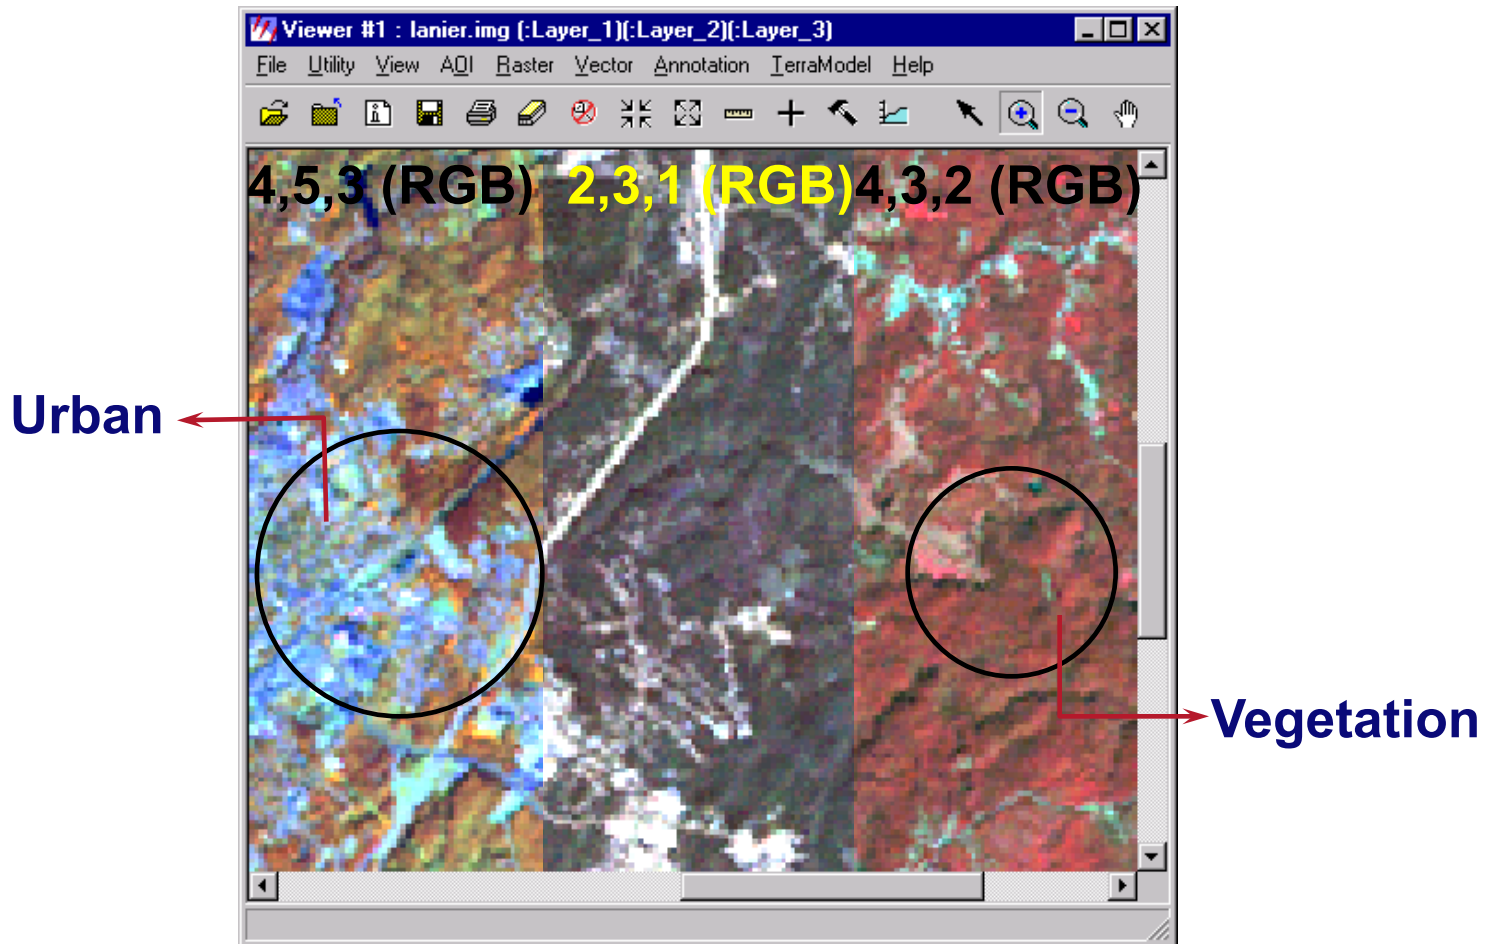 Viewer #1 : lanier.img (:Layer_1)(:Layer_2)(:Layer_3)
File Utility View AOI Raster Vector Annotation TerraModel Help
4,5,3 (RGB) 2,3,1 (RGB) 4,3,2 (RGB)
Urban
Vegetation